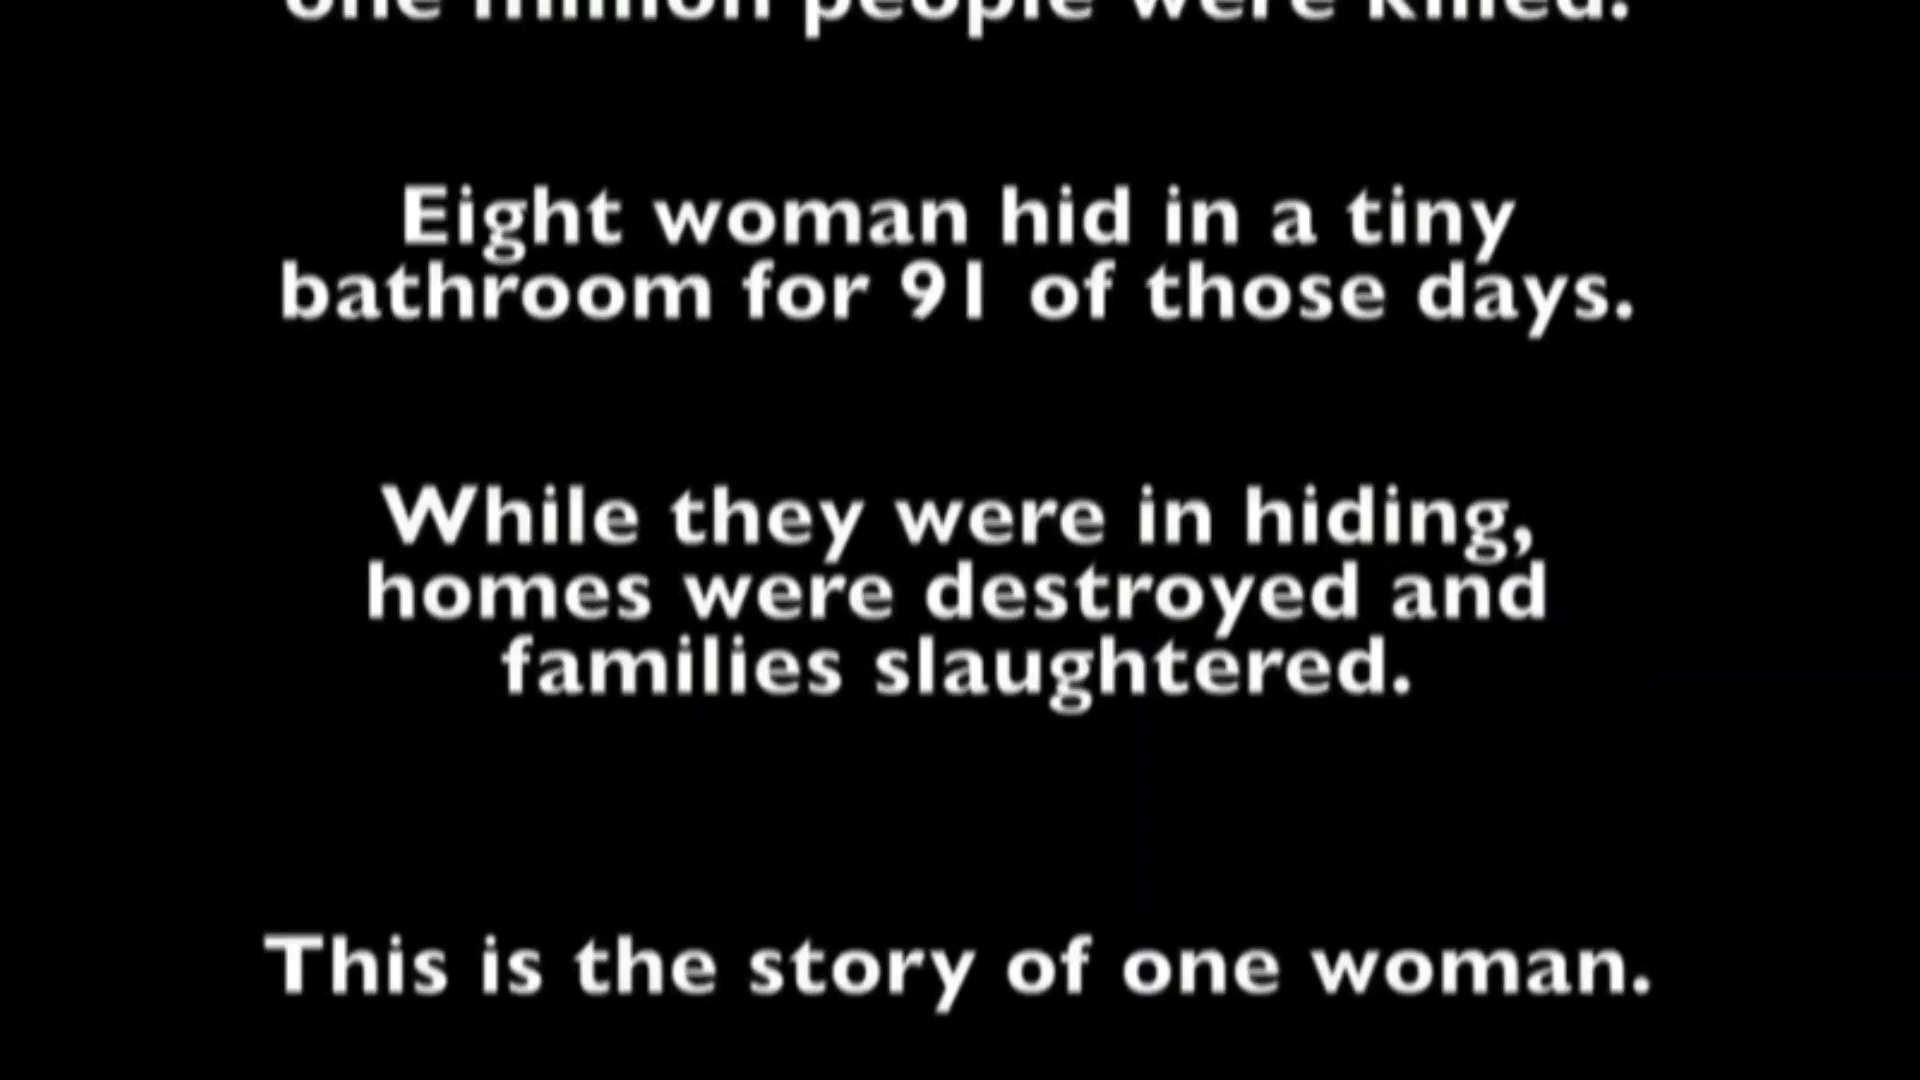 one million people were killed.
Eight woman hid in a tiny
bathroom for 91 of those days.
While they were in hiding,
homes were destroyed and
families slaughtered.
This is the story of one woman.